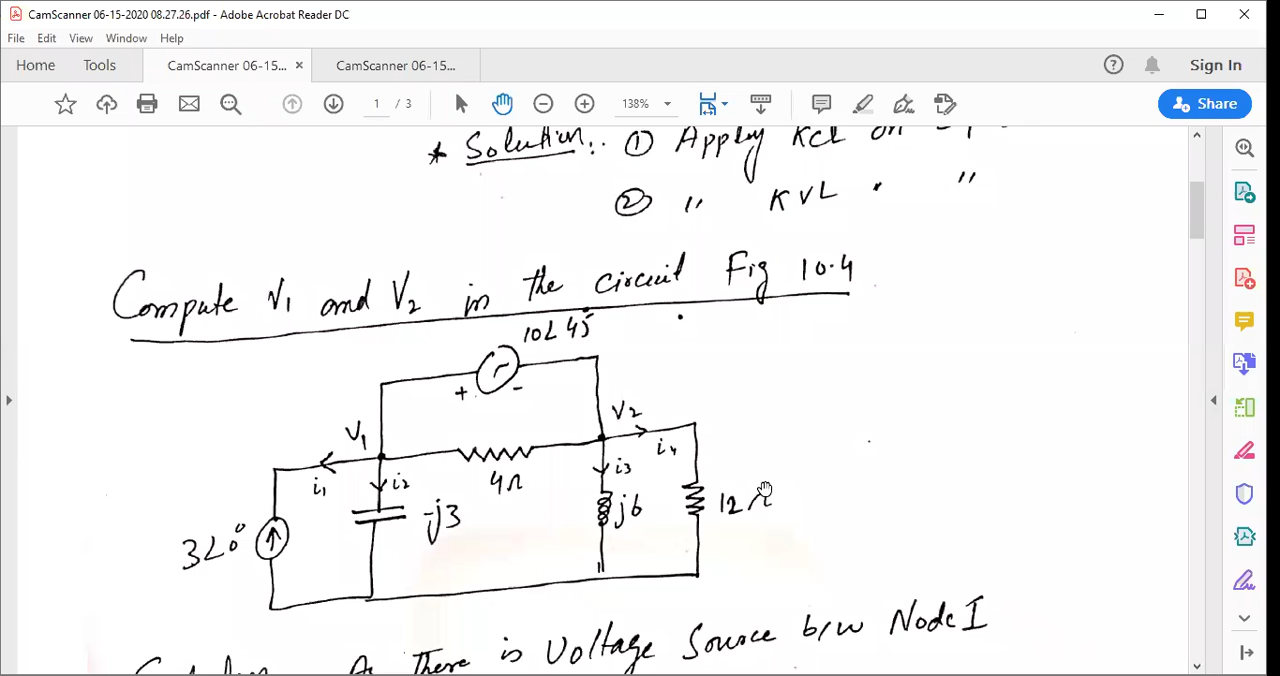 CamScanner 06-15-2020 08.27.26.pdf - Adobe Acrobat Reader DC
File Edit View Window Help
Home Tools CamScanner 06-15... × CamScanner 06-15... Sign In
1 / 3 138% Share
* Solution:. ① Apply KCL on
② " KVL " "
Compute V1 and V2 in the circuit Fig 10.4
10∠45°
+ -
V1 V2
i1 i2 4Ω i3 i4
3∠0° -j3 j6 12Ω
As There is Voltage Source b/w Node I